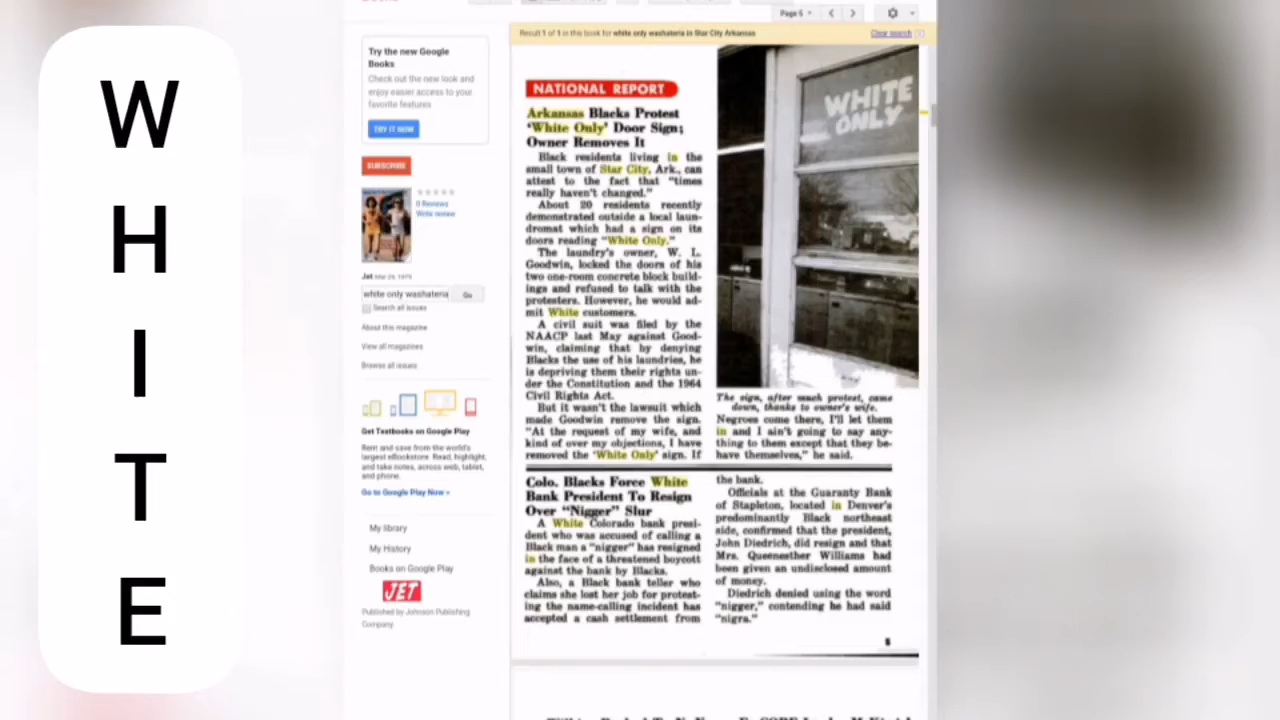 W
H
I
T
E
Page 5
Result 1 of 1 in this book for white only washateria in Star City Arkansas
Clear search
Try the new Google
Books
Check out the new look and
enjoy easier access to your
favorite features
TRY IT NOW
SUBSCRIBE
0 Reviews
Write review
Jet
white only washateria
Go
Search all issues
About this magazine
View all magazines
Browse all issues
Get Textbooks on Google Play
Rent and save from the world's
largest eBookstore. Read, highlight,
and take notes, across web, tablet,
and phone.
Go to Google Play Now »
My library
My History
Books on Google Play
JET
Published by Johnson Publishing
Company
NATIONAL REPORT
Arkansas Blacks Protest
'White Only' Door Sign;
Owner Removes It
Black residents living in the
small town of Star City, Ark., can
attest to the fact that "times
really haven't changed."
About 20 residents recently
demonstrated outside a local laun-
dromat which had a sign on its
doors reading "White Only."
The laundry's owner, W. L.
Goodwin, locked the doors of his
two one-room concrete block build-
ings and refused to talk with the
protesters. However, he would ad-
mit White customers.
A civil suit was filed by the
NAACP last May against Good-
win, claiming that by denying
Blacks the use of his laundries, he
is depriving them their rights un-
der the Constitution and the 1964
Civil Rights Act.
But it wasn't the lawsuit which
made Goodwin remove the sign.
"At the request of my wife, and
kind of over my objections, I have
removed the 'White Only' sign. If
WHITE
ONLY
The sign, after much protest, came
down, thanks to owner's wife.
Negroes come there, I'll let them
in and I ain't going to say any-
thing to them except that they be-
have themselves," he said.
Colo. Blacks Force White
Bank President To Resign
Over "Nigger" Slur
A White Colorado bank presi-
dent who was accused of calling a
Black man a "nigger" has resigned
in the face of a threatened boycott
against the bank by Blacks.
Also, a Black bank teller who
claims she lost her job for protest-
ing the name-calling incident has
accepted a cash settlement from
the bank.
Officials at the Guaranty Bank
of Stapleton, located in Denver's
predominantly Black northeast
side, confirmed that the president,
John Diedrich, did resign and that
Mrs. Queenesther Williams had
been given an undisclosed amount
of money.
Diedrich denied using the word
"nigger," contending he had said
"nigra."
5